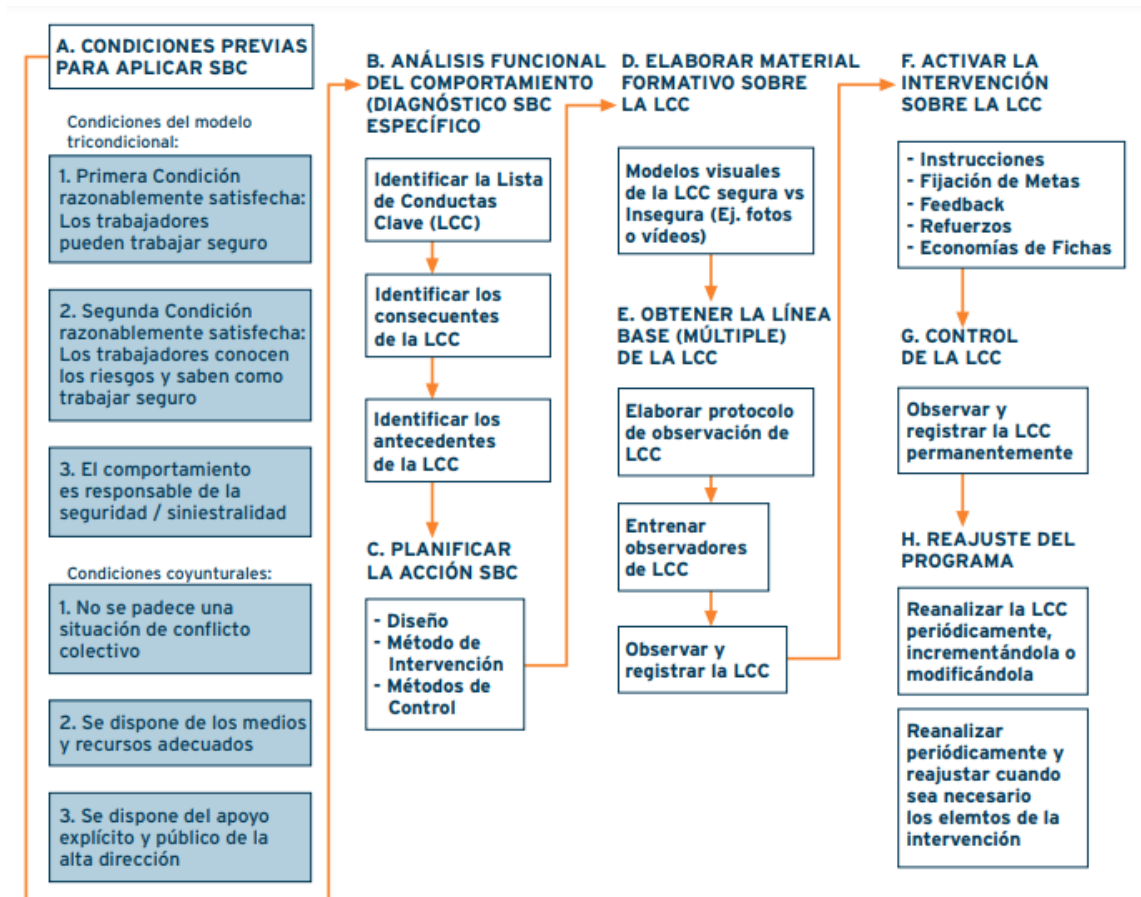 A. CONDICIONES PREVIAS
PARA APLICAR SBC
Condiciones del modelo
tricondicional:
1. Primera Condición
razonablemente satisfecha:
Los trabajadores
pueden trabajar seguro
2. Segunda Condición
razonablemente satisfecha:
Los trabajadores conocen
los riesgos y saben como
trabajar seguro
3. El comportamiento
es responsable de la
seguridad / siniestralidad
Condiciones coyunturales:
1. No se padece una
situación de conflicto
colectivo
2. Se dispone de los medios
y recursos adecuados
3. Se dispone del apoyo
explícito y público de la
alta dirección
B. ANÁLISIS FUNCIONAL
DEL COMPORTAMIENTO
(DIAGNÓSTICO SBC
ESPECÍFICO
Identificar la Lista
de Conductas
Clave (LCC)
Identificar los
consecuentes
de la LCC
Identificar los
antecedentes
de la LCC
C. PLANIFICAR
LA ACCIÓN SBC
- Diseño
- Método de
Intervención
- Métodos de
Control
D. ELABORAR MATERIAL
FORMATIVO SOBRE
LA LCC
Modelos visuales
de la LCC segura vs
Insegura (Ej. fotos
o vídeos)
E. OBTENER LA LÍNEA
BASE (MÚLTIPLE)
DE LA LCC
Elaborar protocolo
de observación de
LCC
Entrenar
observadores
de LCC
Observar y
registrar la LCC
F. ACTIVAR LA
INTERVENCIÓN
SOBRE LA LCC
- Instrucciones
- Fijación de Metas
- Feedback
- Refuerzos
- Economías de Fichas
G. CONTROL
DE LA LCC
Observar y
registrar la LCC
permanentemente
H. REAJUSTE DEL
PROGRAMA
Reanalizar la LCC
periódicamente,
incrementándola o
modificándola
Reanalizar
periódicamente y
reajustar cuando
sea necesario
los elemtos de la
intervención